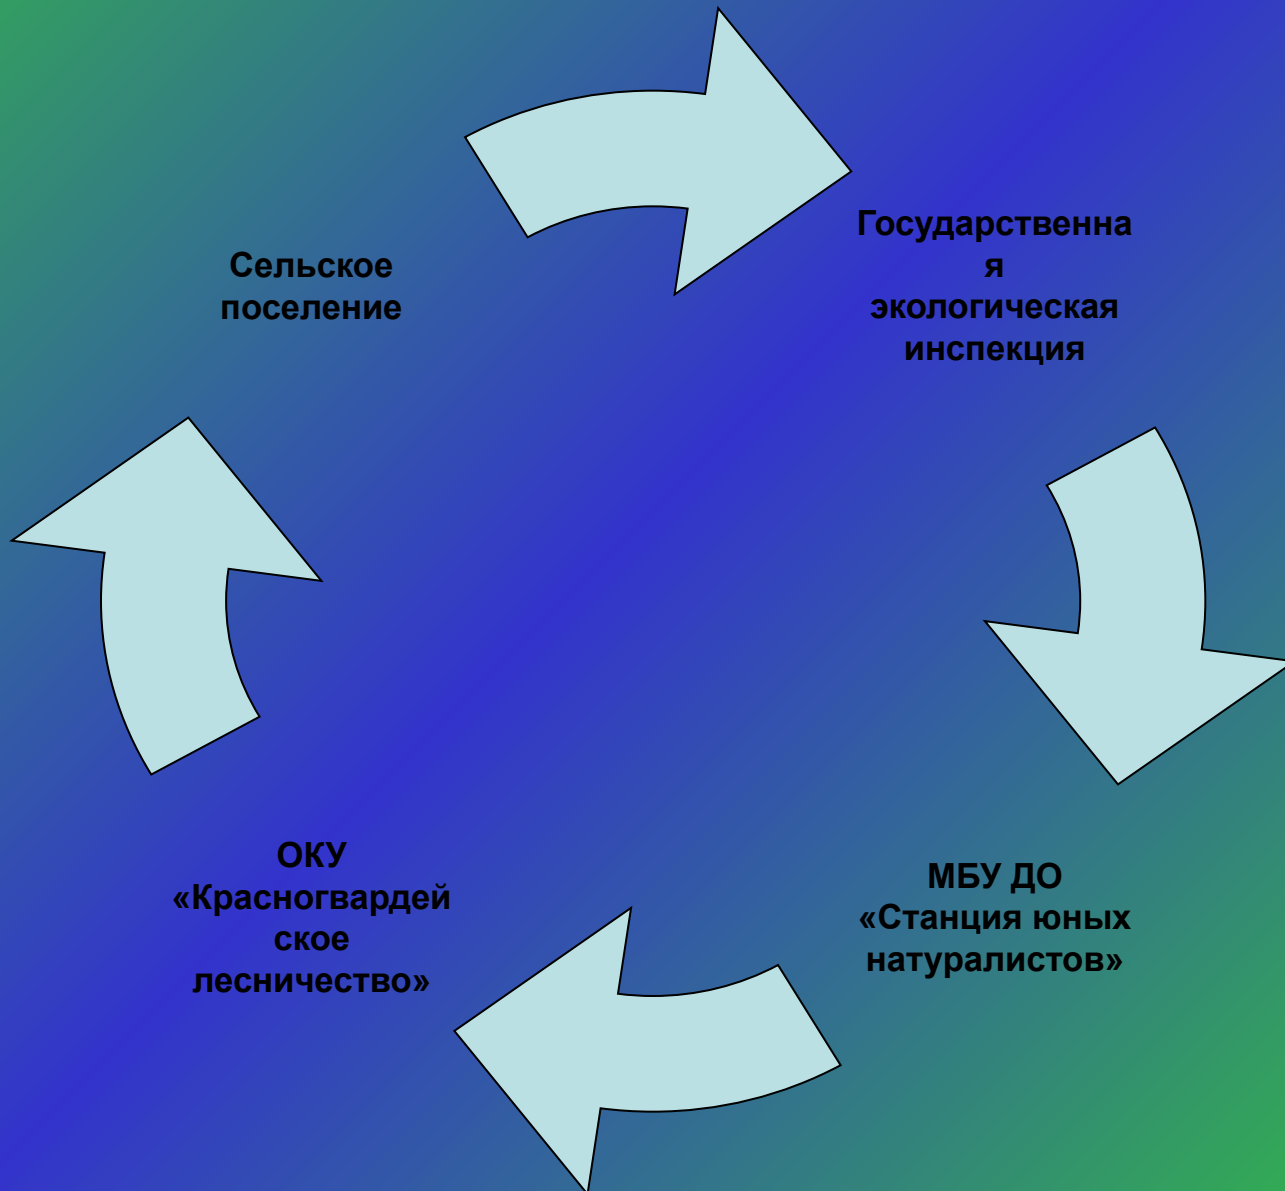 Сельское
поселение
Государственна
я
экологическая
инспекция
МБУ ДО
«Станция юных
натуралистов»
ОКУ
«Красногвардей
ское
лесничество»